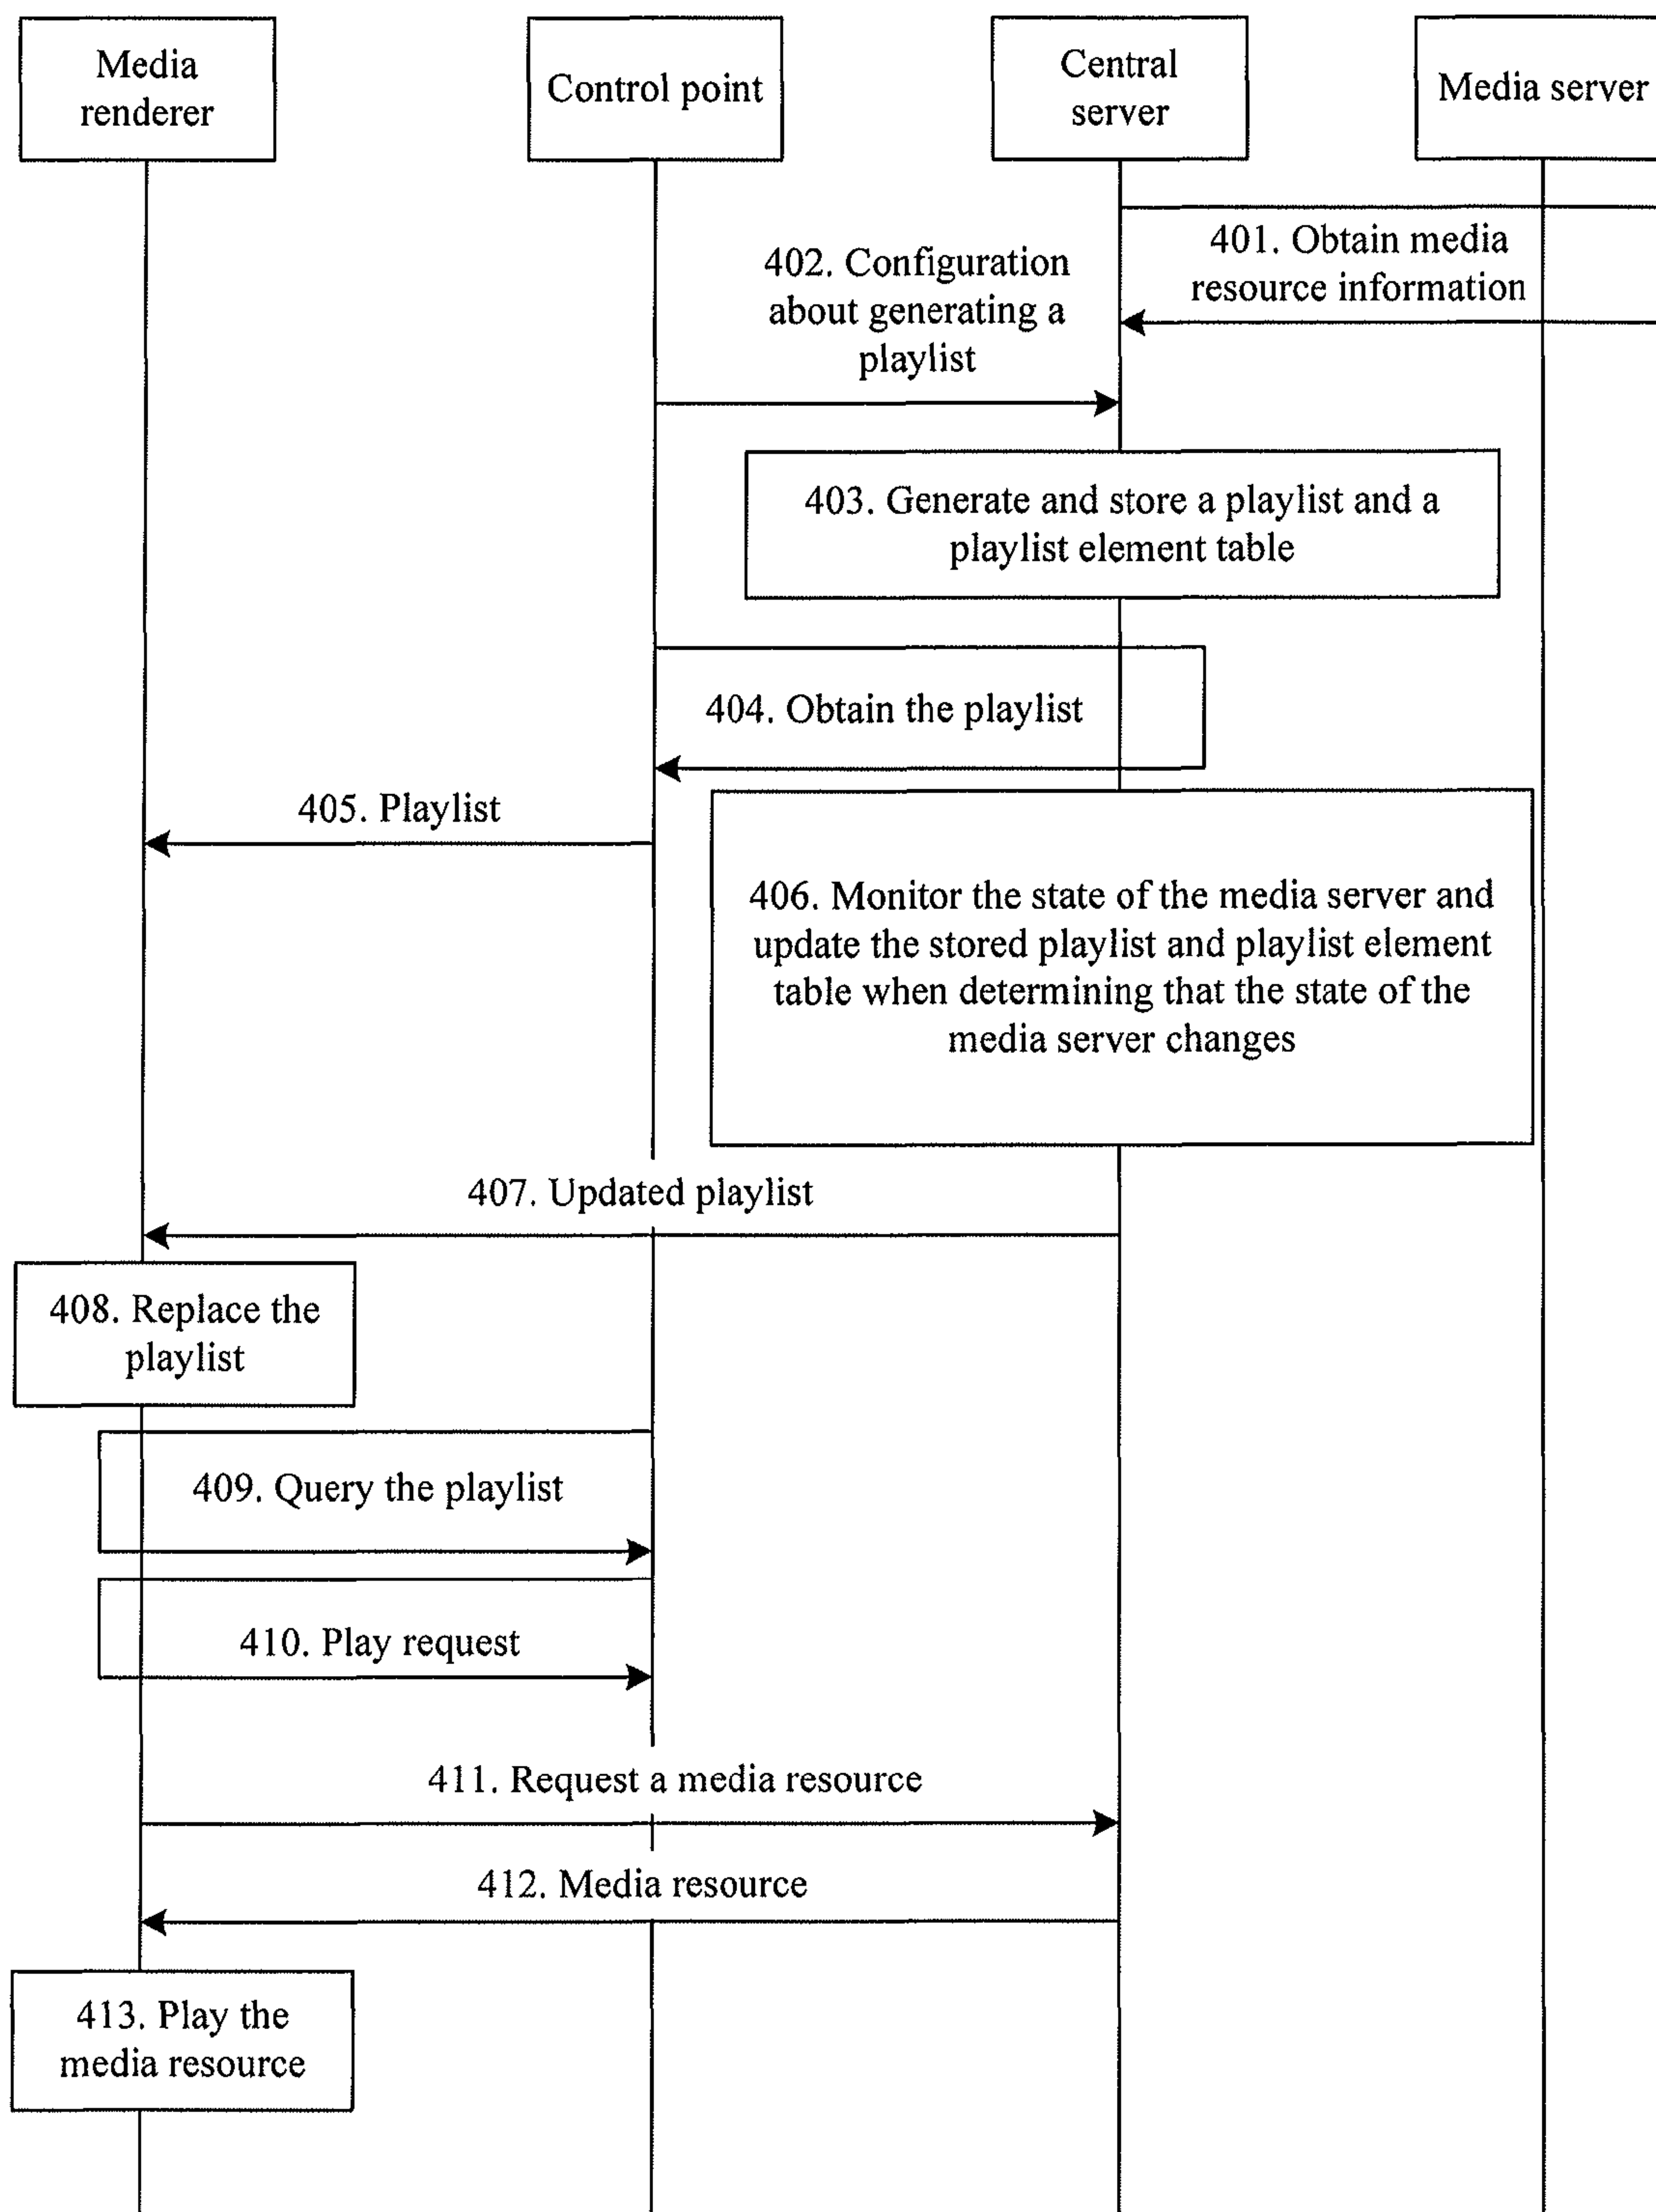 Media
renderer
Control point
Central
server
Media server
401. Obtain media
resource information
402. Configuration
about generating a
playlist
403. Generate and store a playlist and a
playlist element table
404. Obtain the playlist
405. Playlist
406. Monitor the state of the media server and
update the stored playlist and playlist element
table when determining that the state of the
media server changes
407. Updated playlist
408. Replace the
playlist
409. Query the playlist
410. Play request
411. Request a media resource
412. Media resource
413. Play the
media resource